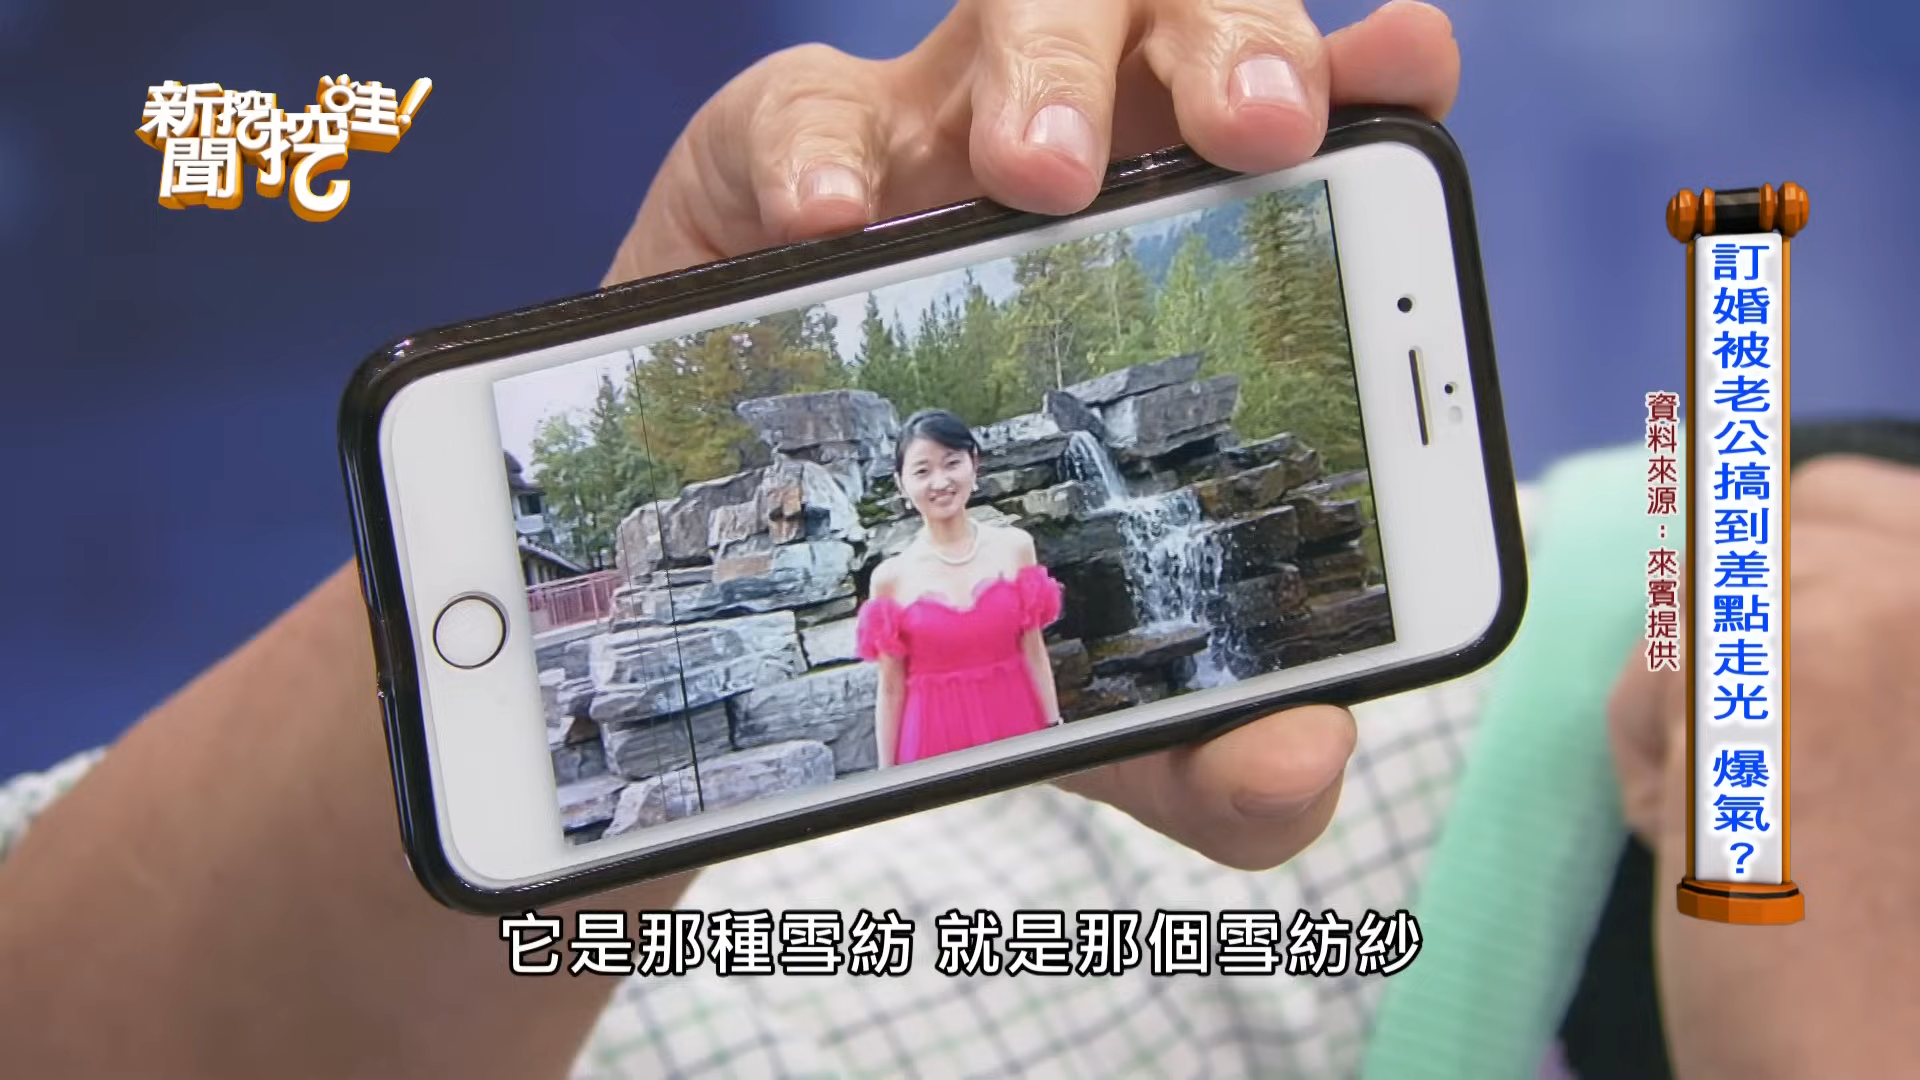 新聞挖挖哇!
訂婚被老公搞到差點走光 爆氣?
資料來源:來賓提供
它是那種雪紡 就是那個雪紡紗